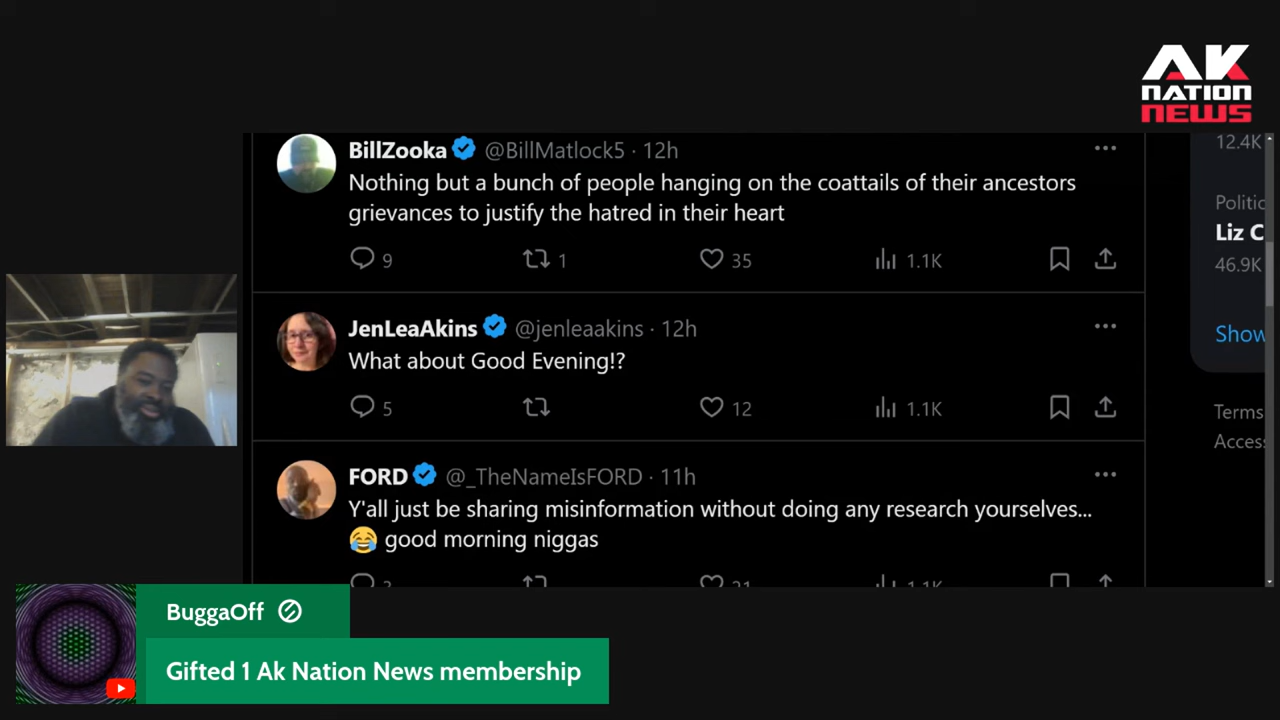 AK
NATION
NEWS
BillZooka @BillMatlock5 · 12h
Nothing but a bunch of people hanging on the coattails of their ancestors
grievances to justify the hatred in their heart
9 1 35 1.1K
JenLeaAkins @jenleaakins · 12h
What about Good Evening!?
5 12 1.1K
FORD @_TheNameIsFORD · 11h
Y'all just be sharing misinformation without doing any research yourselves...
😂 good morning niggas
12.4K
Politic
Liz C
46.9K
Show
Terms
Access
BuggaOff
Gifted 1 Ak Nation News membership